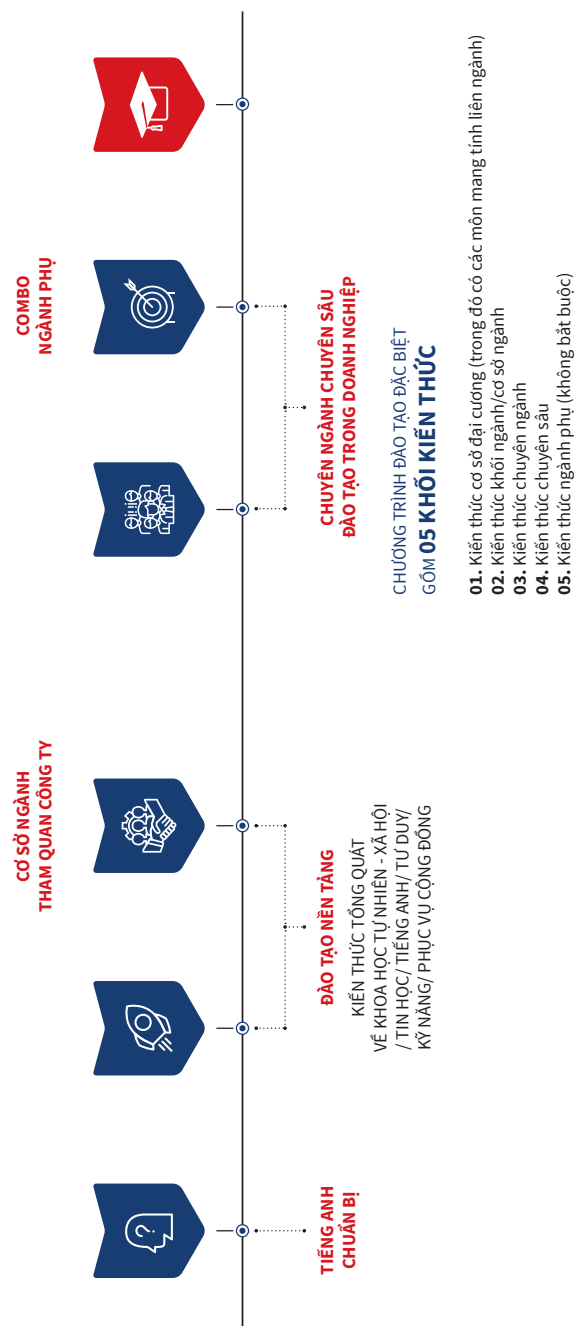 TIẾNG ANH
CHUẨN BỊ
CƠ SỞ NGÀNH
THAM QUAN CÔNG TY
ĐÀO TẠO NỀN TẢNG
KIẾN THỨC TỔNG QUÁT
VỀ KHOA HỌC TỰ NHIÊN - XÃ HỘI
/ TIN HỌC/ TIẾNG ANH/ TƯ DUY/
KỸ NĂNG/ PHỤC VỤ CỘNG ĐỒNG
COMBO
NGÀNH PHỤ
CHUYÊN NGÀNH CHUYÊN SÂU
ĐÀO TẠO TRONG DOANH NGHIỆP
CHƯƠNG TRÌNH ĐÀO TẠO ĐẶC BIỆT
GỒM 05 KHỐI KIẾN THỨC
01. Kiến thức cơ sở đại cương (trong đó có các môn mang tính liên ngành)
02. Kiến thức khối ngành/cơ sở ngành
03. Kiến thức chuyên ngành
04. Kiến thức chuyên sâu
05. Kiến thức ngành phụ (không bắt buộc)